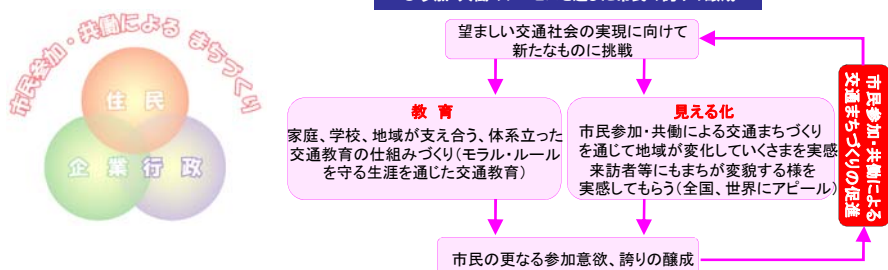 市民参加・共働による まちづくり
住民
企業
行政
望ましい交通社会の実現に向けて
新たなものに挑戦
教 育
家庭、学校、地域が支え合う、体系立った
交通教育の仕組みづくり（モラル・ルール
を守る生涯を通じた交通教育）
見える化
市民参加・共働による交通まちづくり
を通じて地域が変化していくさまを実感
来訪者等にもまちが変貌する様を
実感してもらう（全国、世界にアピール）
市民参加・共働による
交通まちづくりの促進
市民の更なる参加意欲、誇りの醸成